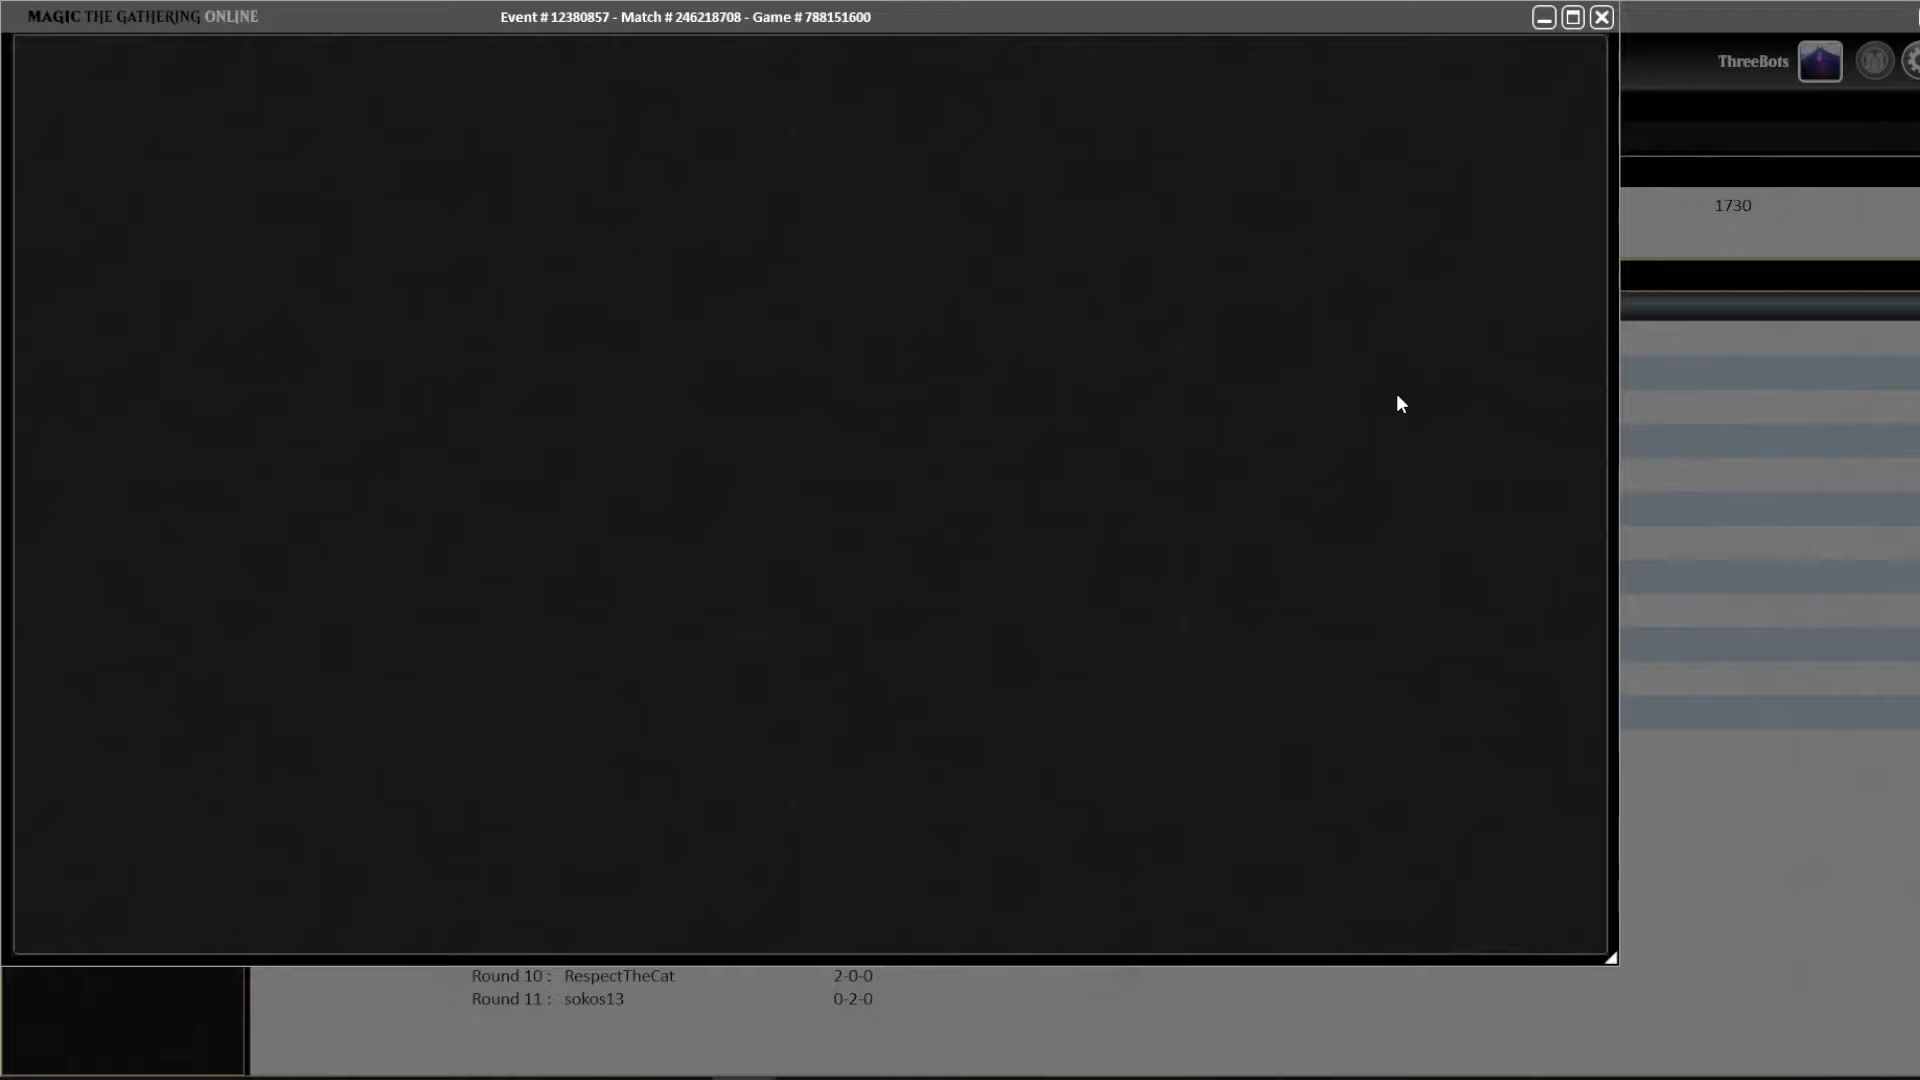 MAGIC THE GATHERING ONLINE
Event # 12380857 - Match # 246218708 - Game # 788151600
ThreeBots
1730
Round 10 : RespectTheCat 2-0-0
Round 11 : sokos13 0-2-0